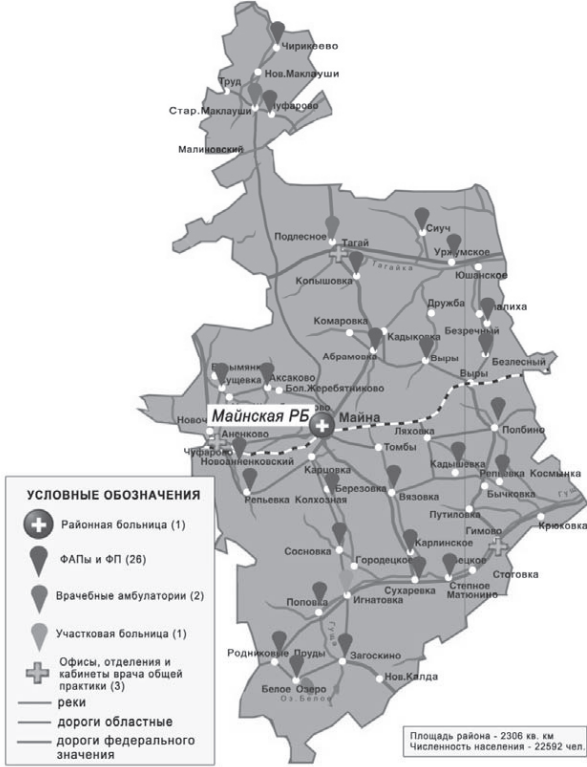 Чирикеево
Нов.Маклауши
Труд
Стар.Маклауши
Малиновский
Сиуч
Подлесное
Тагай
Уржумское
Тагайка
Юшанское
Копышовка
Дружба
Комаровка
Кадыковка
Безречный
Абрамовка
Выры
Безлесный
Выры
Аксаково
Бол.Жеребятниково
Майнская РБ
Майна
Полбино
Ляховка
Аненково
Чуфарово
Томбы
Новоанненковский
Карцовка
Кадышевка
Репьевка Космынка
Репьевка
Березовка
Колхозная
Вязовка
Бычковка
Путиловка
Гимово
Крюковка
Карлинское
Сосновка
Городецкое
Стоговка
Сухаревка
Степное
Матюнино
Поповка
Игнатовка
Гуща
Родниковые Пруды
Загоскино
Белое Озеро
Нов.Калда
Оз.Белое
УСЛОВНЫЕ ОБОЗНАЧЕНИЯ
Районная больница (1)
ФАПы и ФП (26)
Врачебные амбулатории (2)
Участковая больница (1)
Офисы, отделения и
кабинеты врача общей
практики (3)
реки
дороги областные
дороги федерального
значения
Площадь района - 2306 кв. км
Численность населения - 22592 чел.